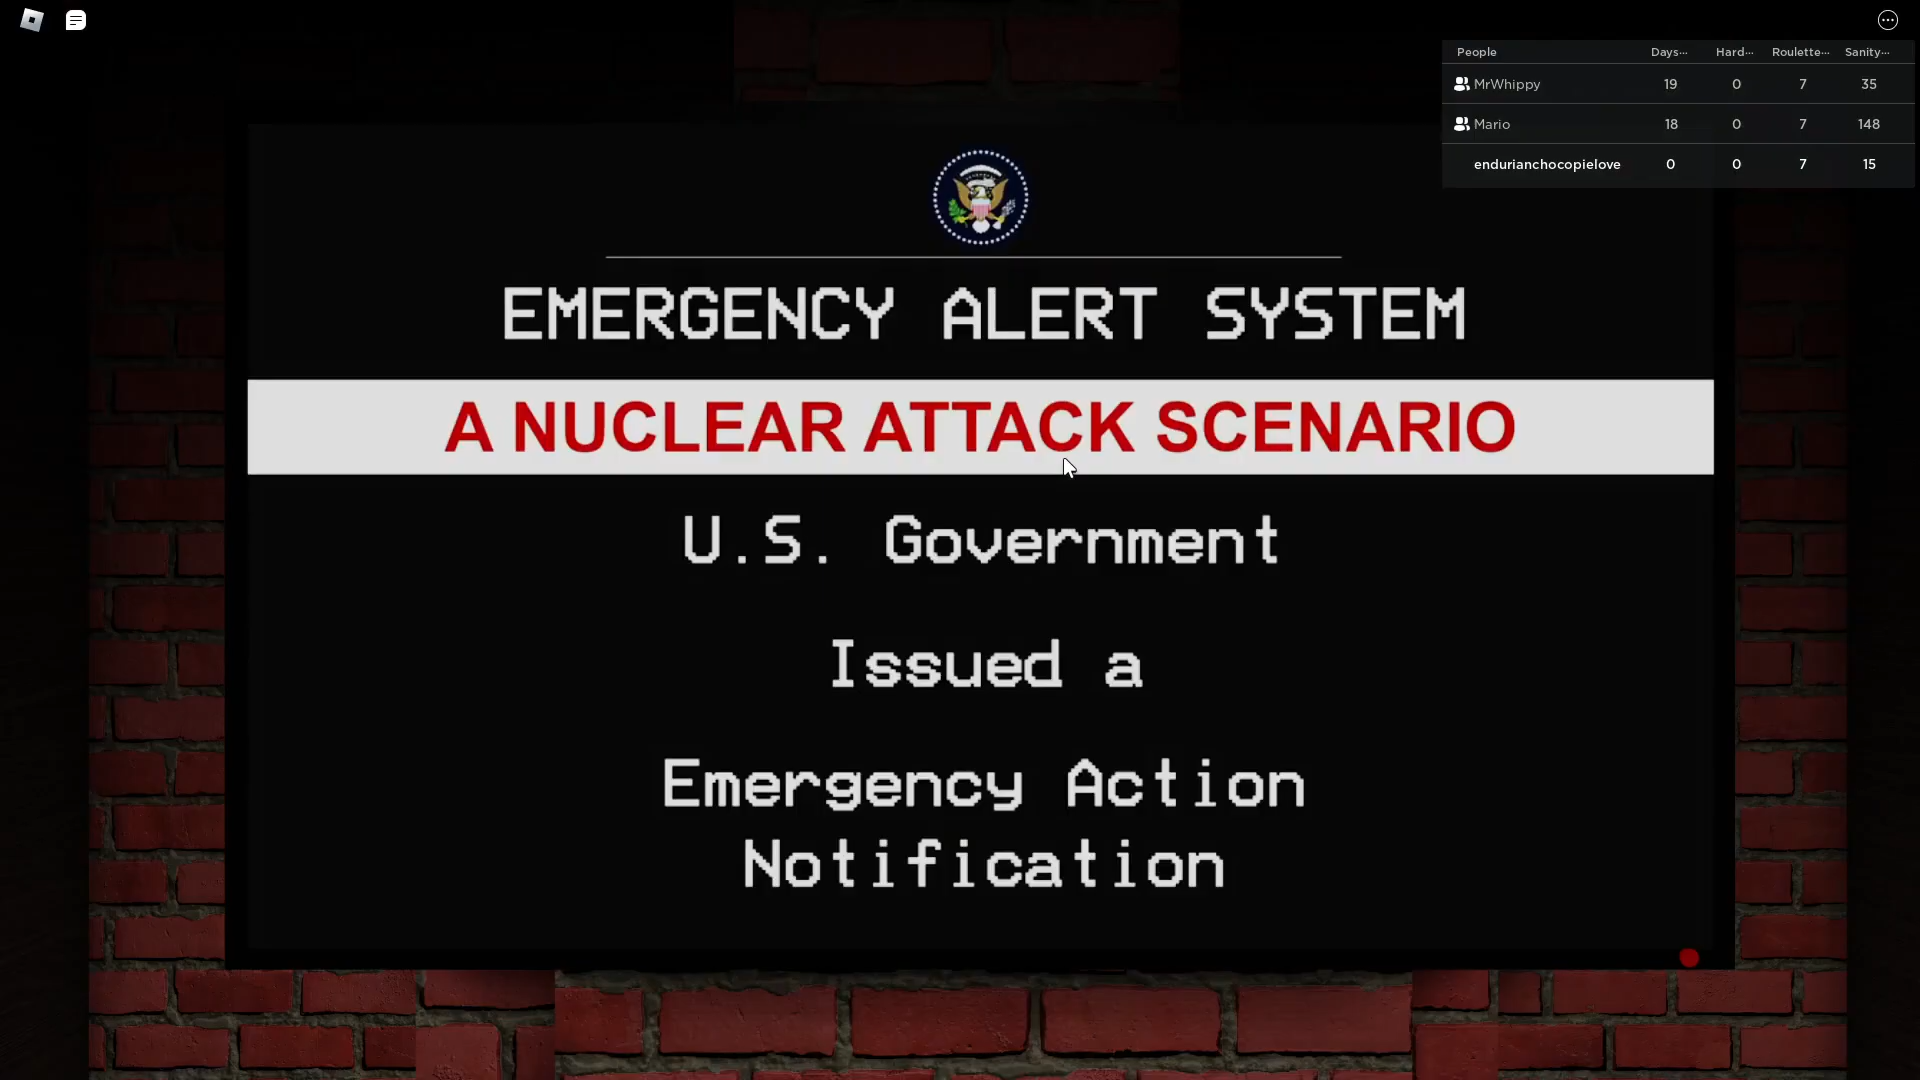 People Days··· Hard··· Roulette··· Sanity···
MrWhippy 19 0 7 35
Mario 18 0 7 148
endurianchocopielove 0 0 7 15
EMERGENCY ALERT SYSTEM
A NUCLEAR ATTACK SCENARIO
U.S. Government
Issued a
Emergency Action
Notification